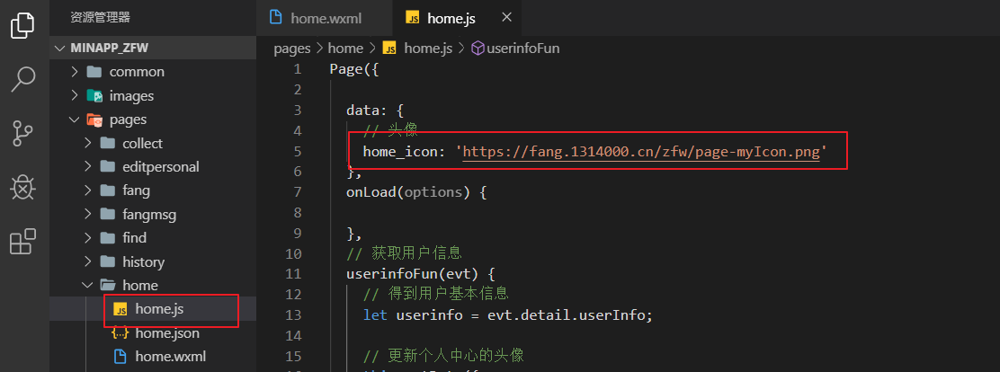 资源管理器
MINAPP_ZFW
common
images
pages
collect
editpersonal
fang
fangmsg
find
history
home
home.js
home.json
home.wxml
home.wxml
home.js
pages > home > home.js > userinfoFun
1 Page({
2
3 data: {
4 // 头像
5 home_icon: 'https://fang.1314000.cn/zfw/page-myIcon.png'
6 },
7 onLoad(options) {
8
9 },
10 // 获取用户信息
11 userinfoFun(evt) {
12 // 得到用户基本信息
13 let userinfo = evt.detail.userInfo;
14
15 // 更新个人中心的头像